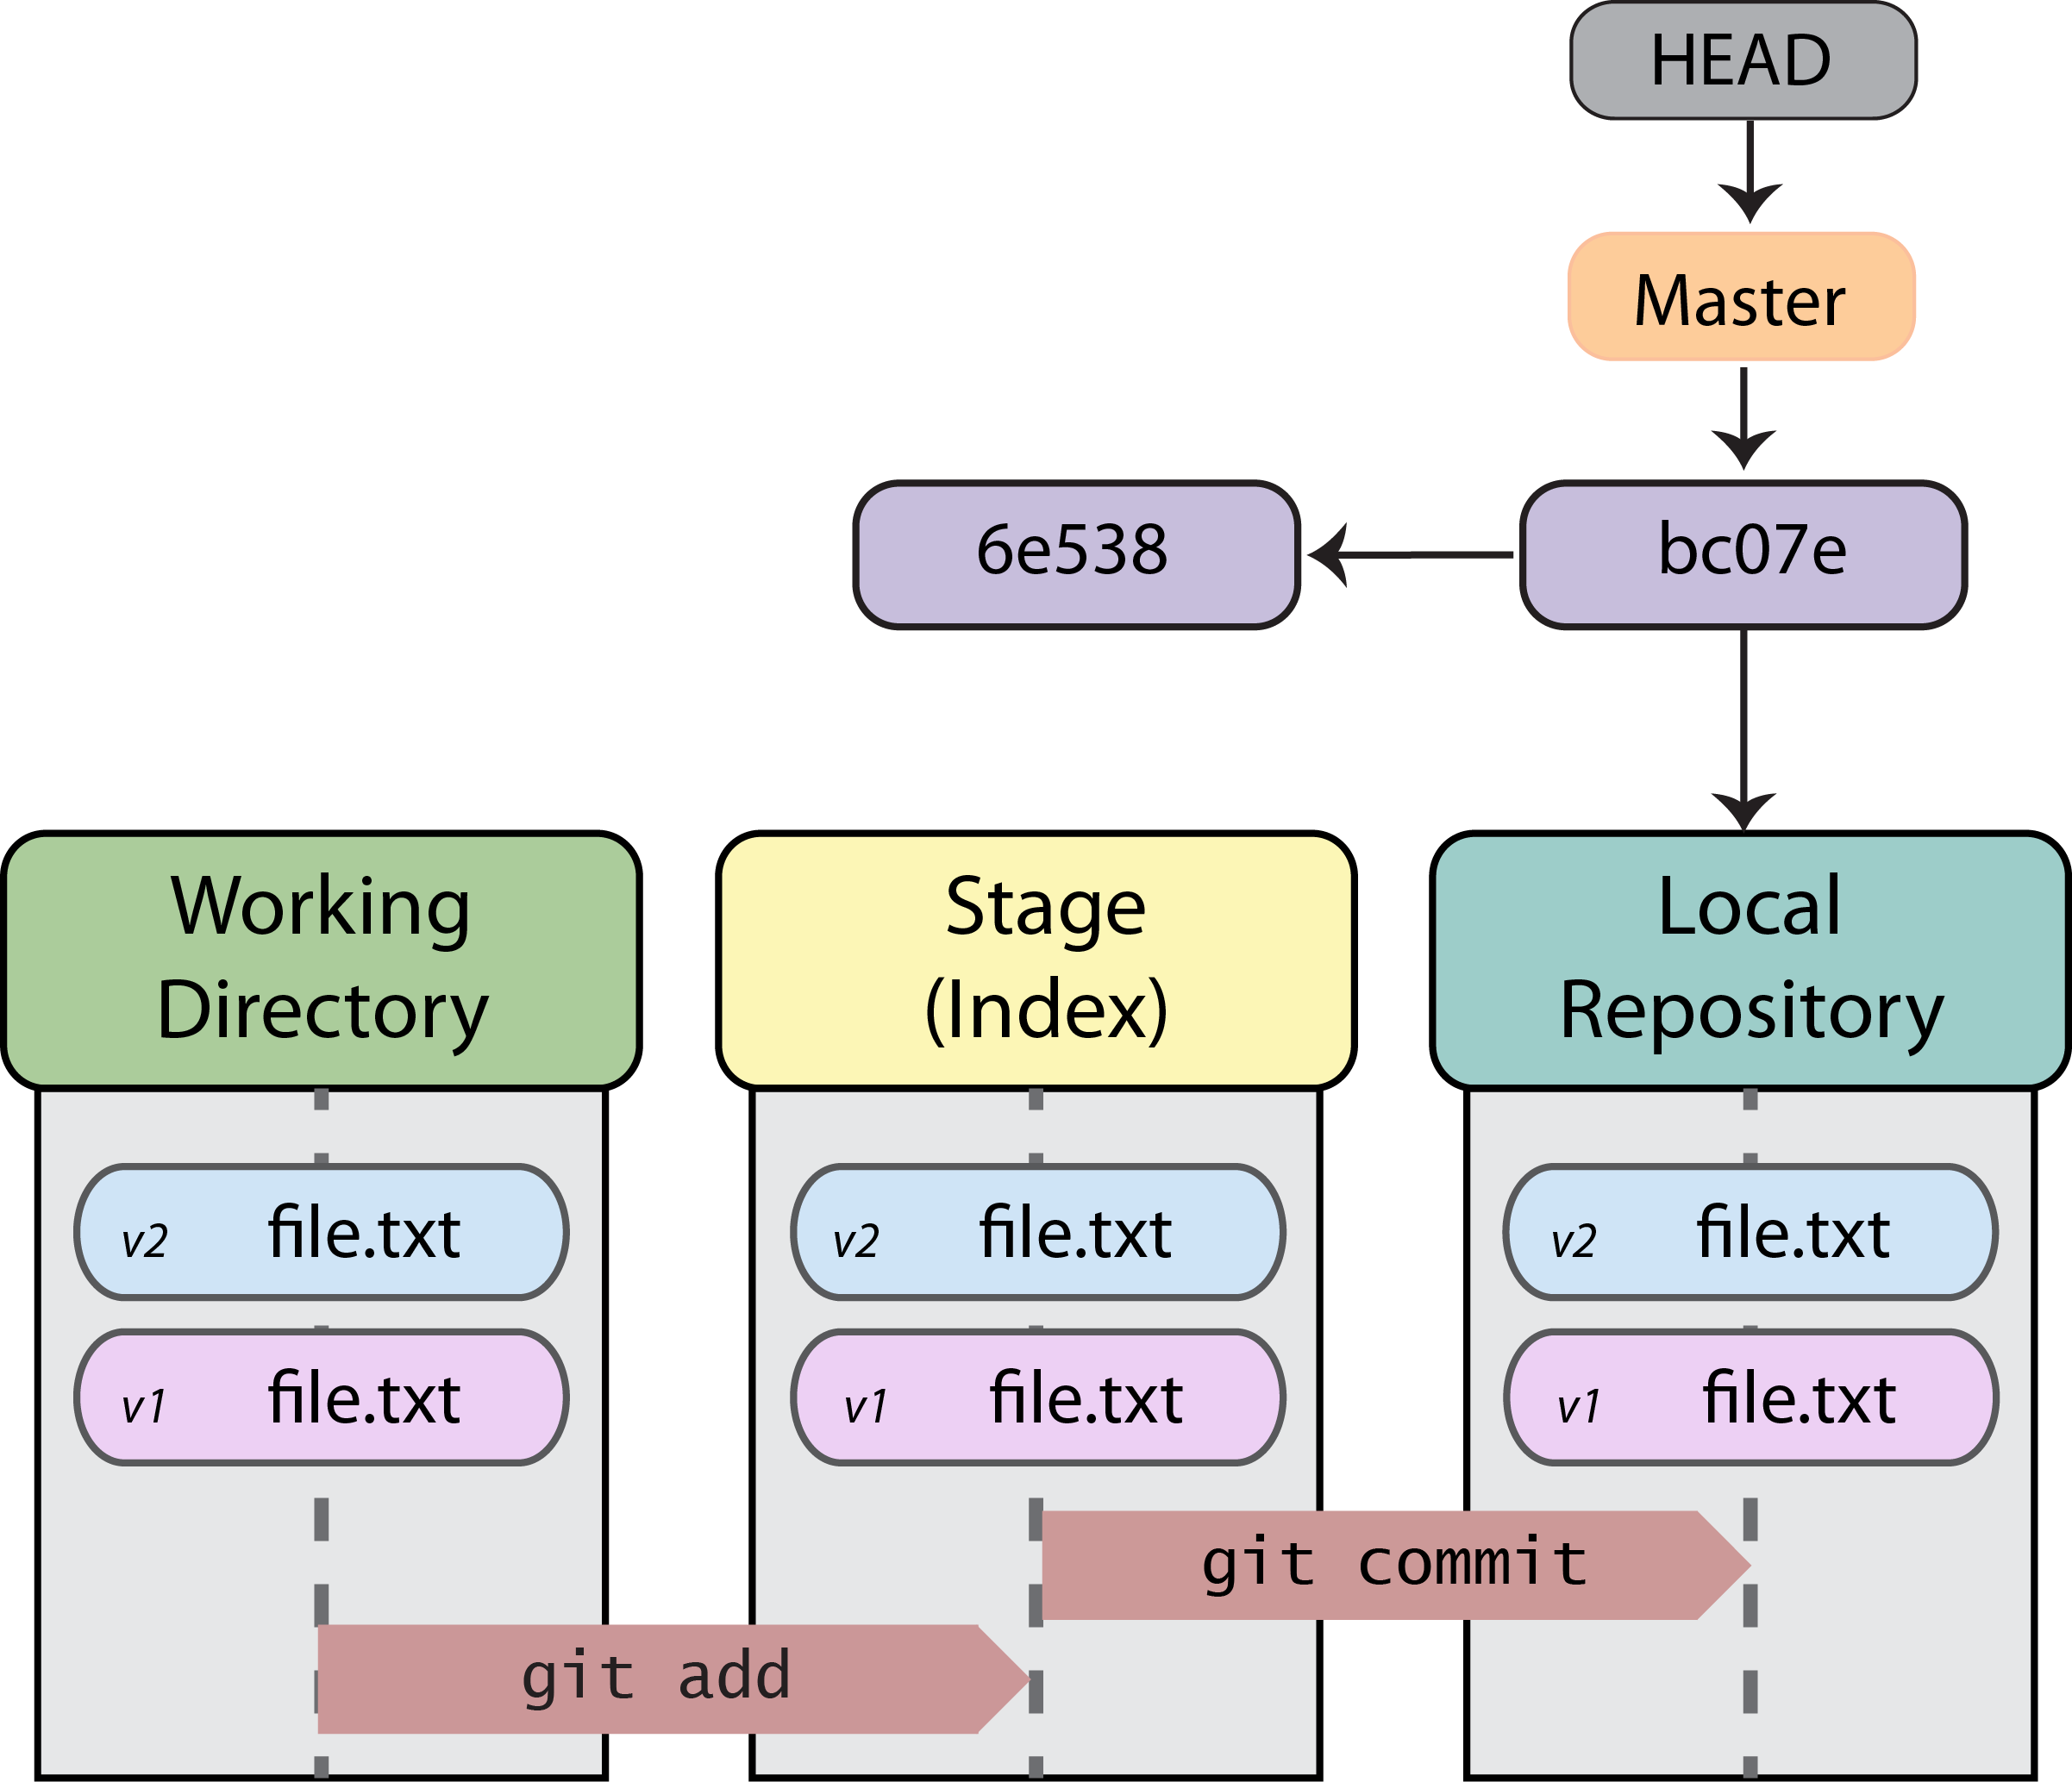 HEAD
Master
6e538
bc07e
Working
Directory
Stage
(Index)
Local
Repository
v2 file.txt
v2 file.txt
v2 file.txt
v1 file.txt
v1 file.txt
v1 file.txt
git commit
git add